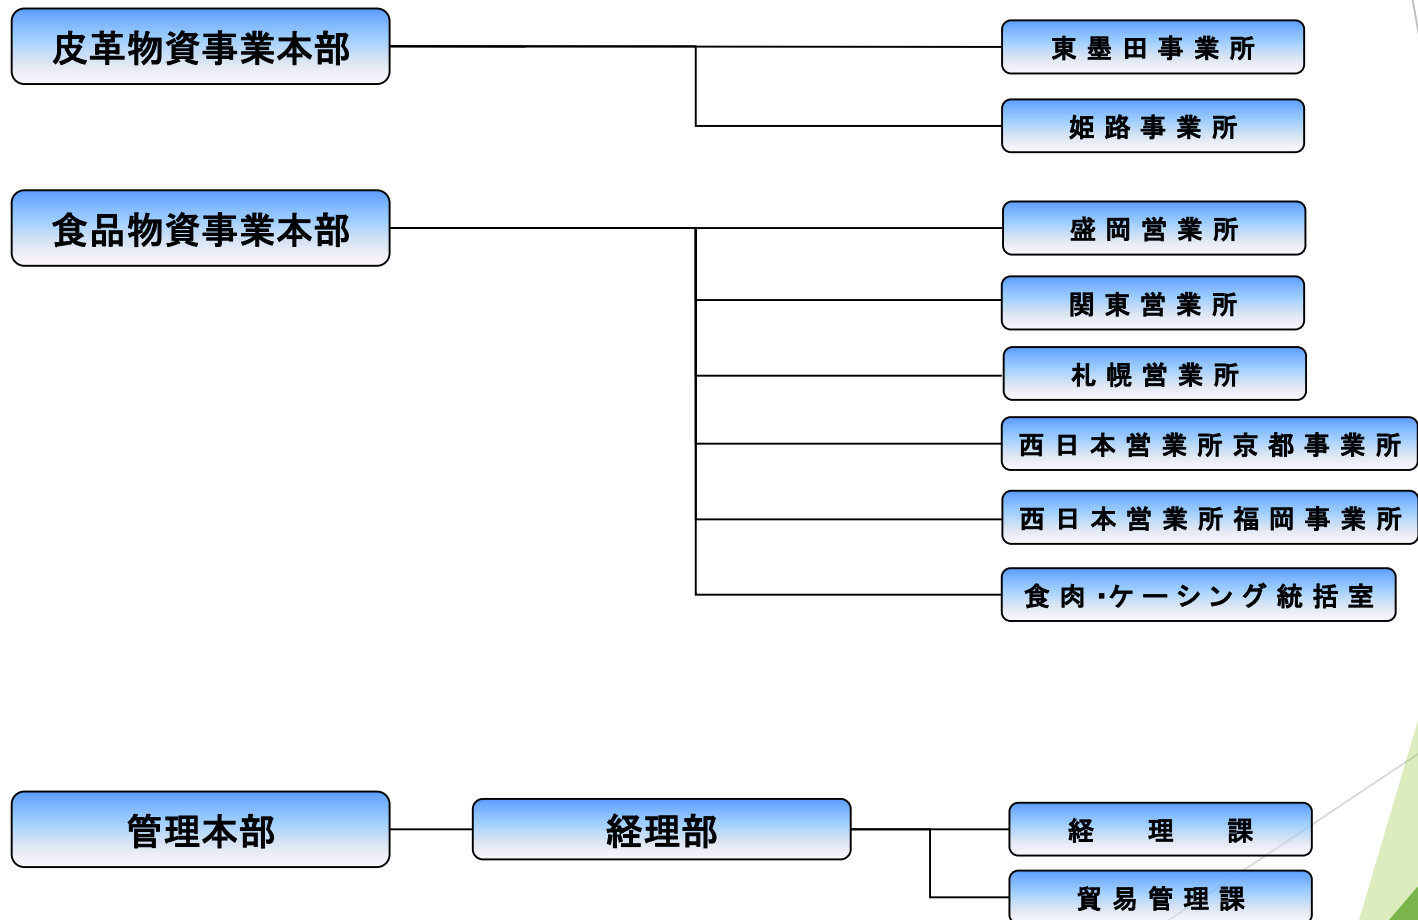 皮革物資事業本部
東墨田事業所
姫路事業所
食品物資事業本部
盛岡営業所
関東営業所
札幌営業所
西日本営業所京都事業所
西日本営業所福岡事業所
食肉・ケーシング統括室
管理本部
経理部
経理課
貿易管理課